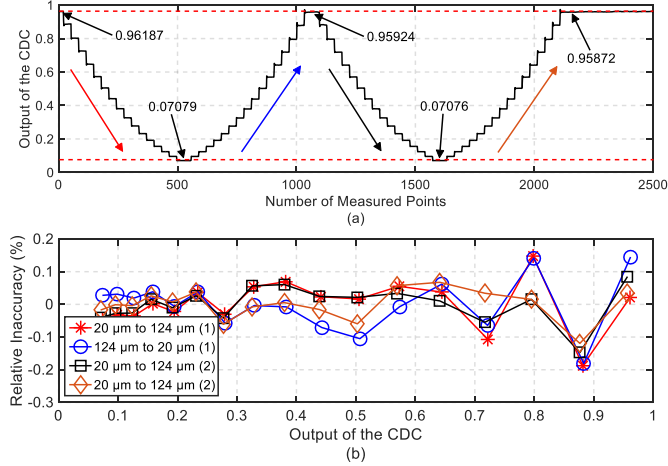 Output of the CDC
1
0.8
0.6
0.4
0.2
0
0.96187
0.07079
0.95924
0.07076
0.95872
0 500 1000 1500 2000 2500
Number of Measured Points
(a)
Relative Inaccuracy (%)
0.2
0.1
0
-0.1
-0.2
-0.3
20 µm to 124 µm (1)
124 µm to 20 µm (1)
20 µm to 124 µm (2)
20 µm to 124 µm (2)
0 0.1 0.2 0.3 0.4 0.5 0.6 0.7 0.8 0.9 1
Output of the CDC
(b)